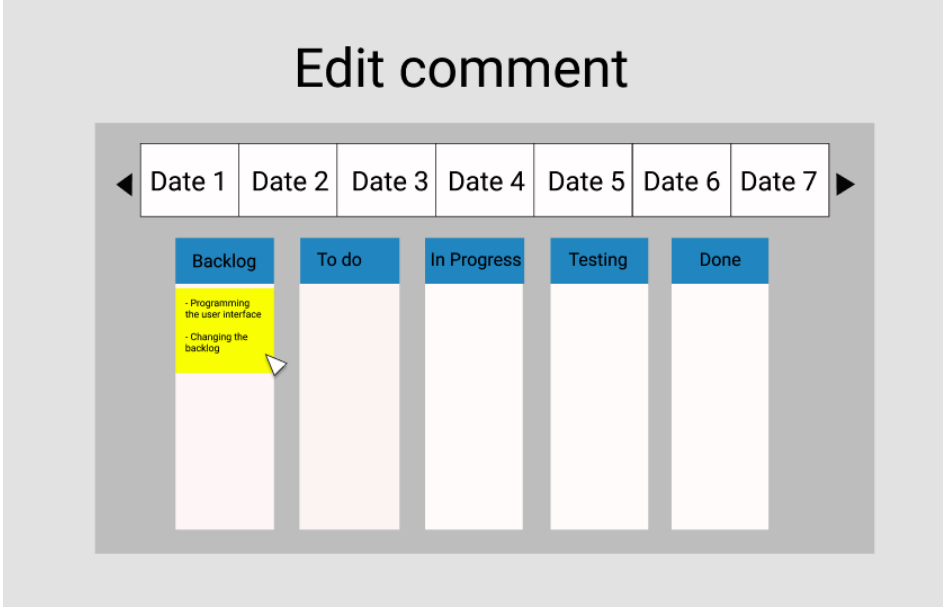 Edit comment
Date 1 Date 2 Date 3 Date 4 Date 5 Date 6 Date 7
Backlog To do In Progress Testing Done
- Programming
the user interface
- Changing the
backlog